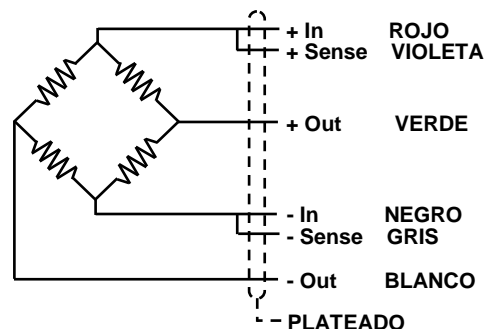 + In ROJO
+ Sense VIOLETA
+ Out VERDE
- In NEGRO
- Sense GRIS
- Out BLANCO
PLATEADO